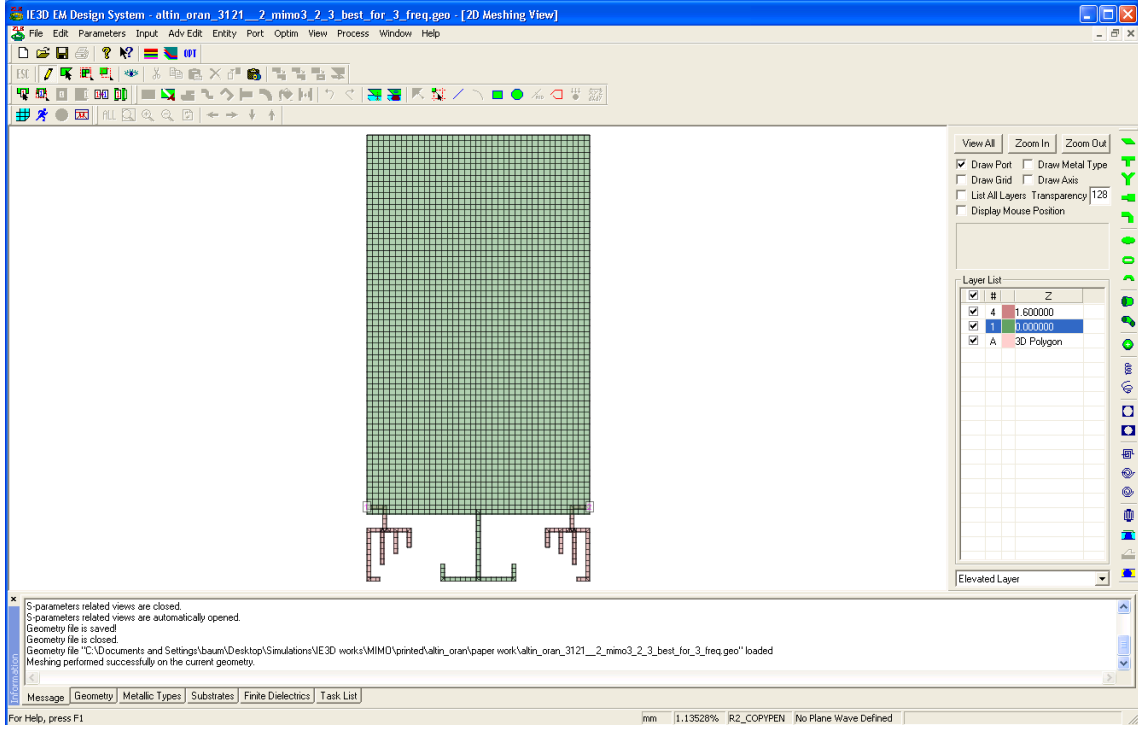 IE3D EM Design System - altin_oran_3121__2_mimo3_2_3_best_for_3_freq.geo - [2D Meshing View]
File Edit Parameters Input Adv Edit Entity Port Optim View Process Window Help
OPT
ESC
ALL
View All Zoom In Zoom Out
Draw Port Draw Metal Type
Draw Grid Draw Axis
List All Layers Transparency 128
Display Mouse Position
Layer List
# Z
4 1.600000
1 0.000000
A 3D Polygon
Elevated Layer
S-parameters related views are closed.
S-parameters related views are automatically opened.
Geometry file is saved!
Geometry file is closed.
Geometry file "C:\Documents and Settings\baum\Desktop\Simulations\IE3D works\MIMO\printed\altin_oran\paper work\altin_oran_3121__2_mimo3_2_3_best_for_3_freq.geo" loaded
Meshing performed successfully on the current geometry.
Information
Message Geometry Metallic Types Substrates Finite Dielectrics Task List
For Help, press F1 mm 1.13528% R2_COPYPEN No Plane Wave Defined